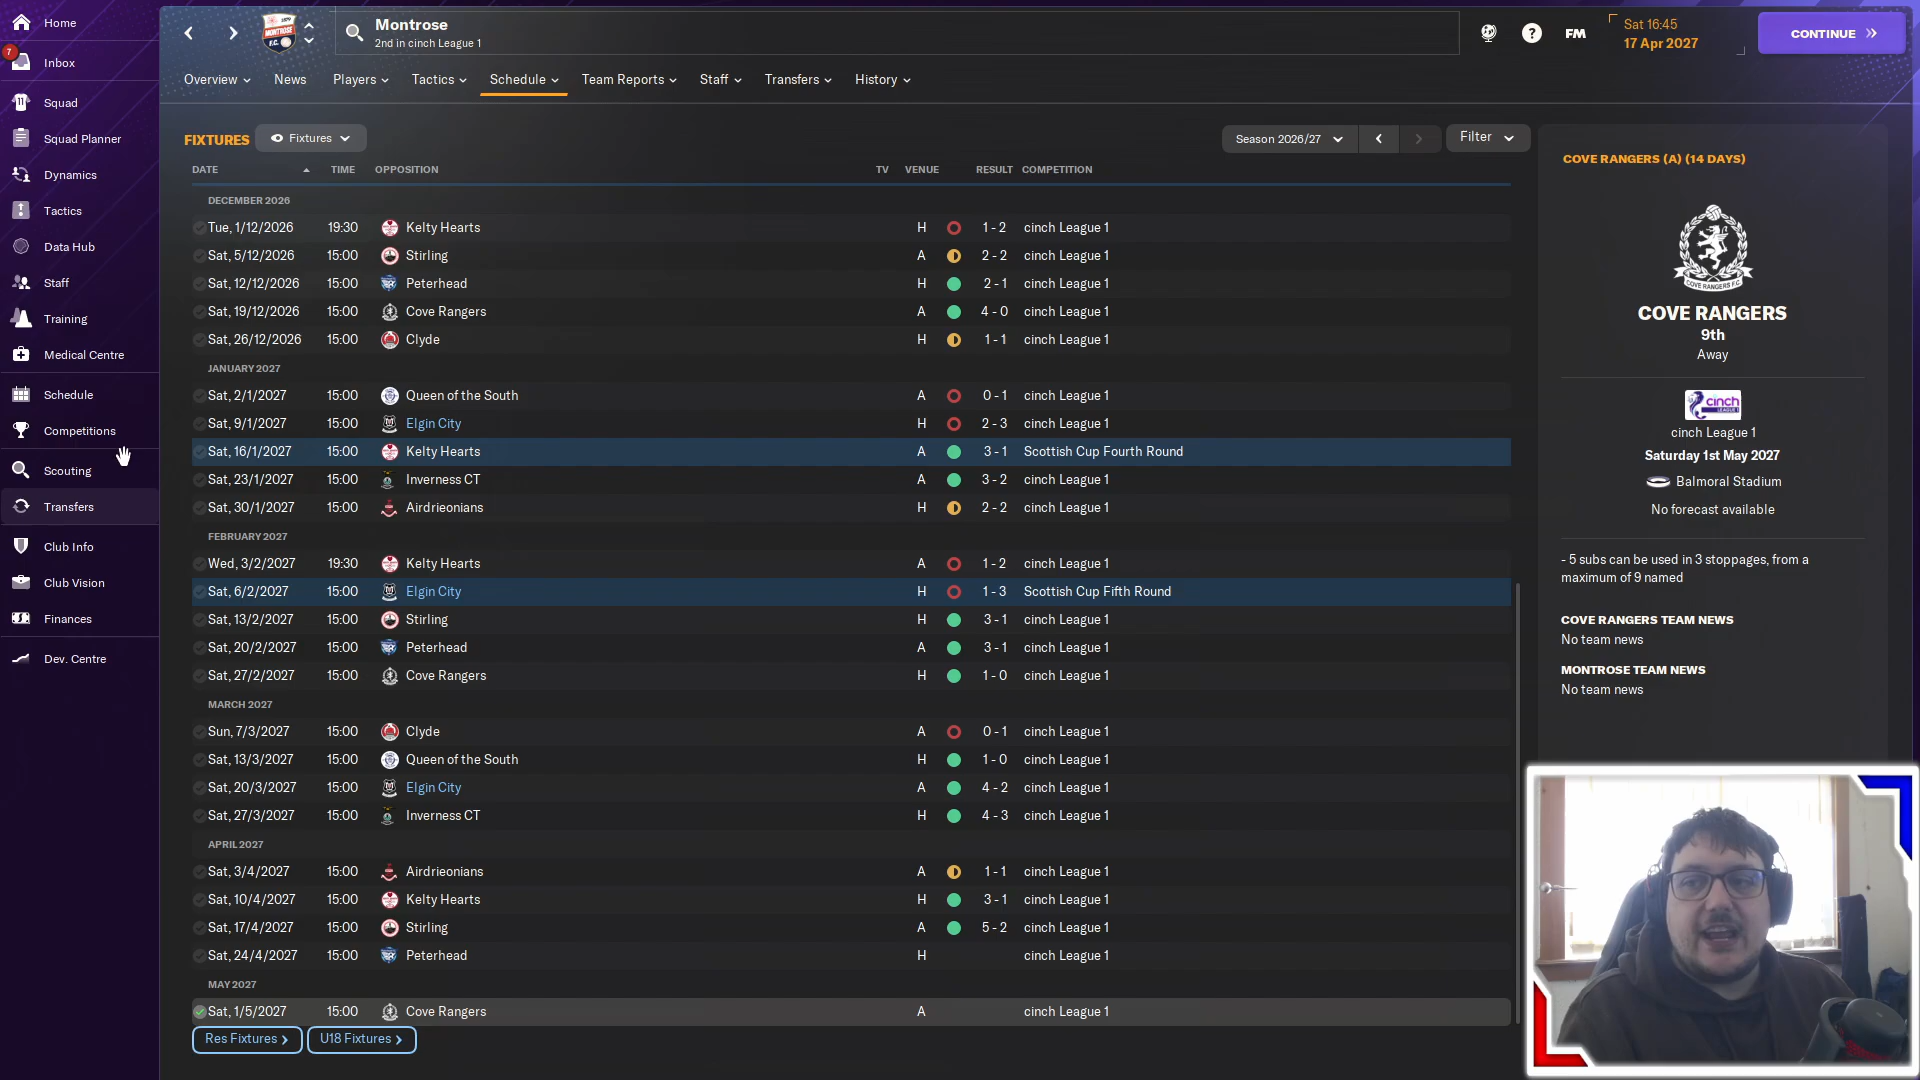 Home
7
Inbox
Squad
Squad Planner
Dynamics
Tactics
Data Hub
Staff
Training
Medical Centre
Schedule
Competitions
Scouting
Transfers
Club Info
Club Vision
Finances
Dev. Centre
Montrose
2nd in cinch League 1
FM
Sat 16:45
17 Apr 2027
CONTINUE
Overview
News
Players
Tactics
Schedule
Team Reports
Staff
Transfers
History
FIXTURES
Fixtures
Season 2026/27
Filter
DATE TIME OPPOSITION TV VENUE RESULT COMPETITION
DECEMBER 2026
Tue, 1/12/2026 19:30 Kelty Hearts H 1 - 2 cinch League 1
Sat, 5/12/2026 15:00 Stirling A 2 - 2 cinch League 1
Sat, 12/12/2026 15:00 Peterhead H 2 - 1 cinch League 1
Sat, 19/12/2026 15:00 Cove Rangers A 4 - 0 cinch League 1
Sat, 26/12/2026 15:00 Clyde H 1 - 1 cinch League 1
JANUARY 2027
Sat, 2/1/2027 15:00 Queen of the South A 0 - 1 cinch League 1
Sat, 9/1/2027 15:00 Elgin City H 2 - 3 cinch League 1
Sat, 16/1/2027 15:00 Kelty Hearts A 3 - 1 Scottish Cup Fourth Round
Sat, 23/1/2027 15:00 Inverness CT A 3 - 2 cinch League 1
Sat, 30/1/2027 15:00 Airdrieonians H 2 - 2 cinch League 1
FEBRUARY 2027
Wed, 3/2/2027 19:30 Kelty Hearts A 1 - 2 cinch League 1
Sat, 6/2/2027 15:00 Elgin City H 1 - 3 Scottish Cup Fifth Round
Sat, 13/2/2027 15:00 Stirling H 3 - 1 cinch League 1
Sat, 20/2/2027 15:00 Peterhead A 3 - 1 cinch League 1
Sat, 27/2/2027 15:00 Cove Rangers H 1 - 0 cinch League 1
MARCH 2027
Sun, 7/3/2027 15:00 Clyde A 0 - 1 cinch League 1
Sat, 13/3/2027 15:00 Queen of the South H 1 - 0 cinch League 1
Sat, 20/3/2027 15:00 Elgin City A 4 - 2 cinch League 1
Sat, 27/3/2027 15:00 Inverness CT H 4 - 3 cinch League 1
APRIL 2027
Sat, 3/4/2027 15:00 Airdrieonians A 1 - 1 cinch League 1
Sat, 10/4/2027 15:00 Kelty Hearts H 3 - 1 cinch League 1
Sat, 17/4/2027 15:00 Stirling A 5 - 2 cinch League 1
Sat, 24/4/2027 15:00 Peterhead H cinch League 1
MAY 2027
Sat, 1/5/2027 15:00 Cove Rangers A cinch League 1
Res Fixtures
U18 Fixtures
COVE RANGERS (A) (14 DAYS)
COVE RANGERS F.C.
COVE RANGERS
9th
Away
cinch
cinch League 1
Saturday 1st May 2027
Balmoral Stadium
No forecast available
- 5 subs can be used in 3 stoppages, from a
maximum of 9 named
COVE RANGERS TEAM NEWS
No team news
MONTROSE TEAM NEWS
No team news